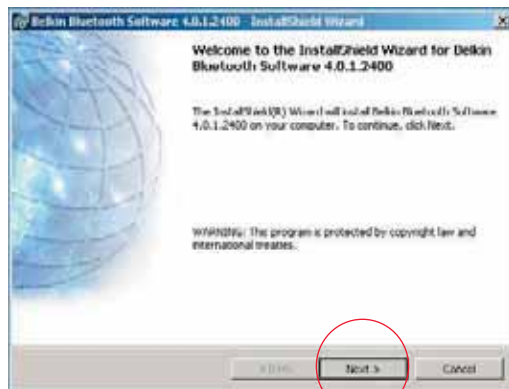 Belkin Bluetooth Software 4.0.1.2400 - InstallShield Wizard
Welcome to the InstallShield Wizard for Belkin
Bluetooth Software 4.0.1.2400
The InstallShield(R) Wizard will install Belkin Bluetooth Software
4.0.1.2400 on your computer. To continue, click Next.
WARNING: This program is protected by copyright law and
international treaties.
< Back
Next >
Cancel